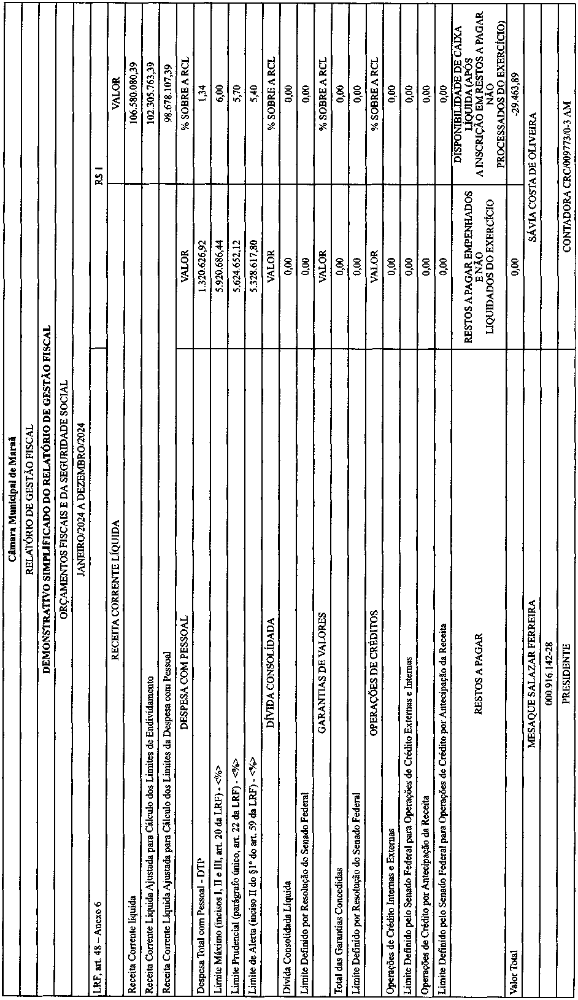 Câmara Municipal de Maraã
RELATÓRIO DE GESTÃO FISCAL
DEMONSTRATIVO SIMPLIFICADO DO RELATÓRIO DE GESTÃO FISCAL
ORÇAMENTOS FISCAIS E DA SEGURIDADE SOCIAL
JANEIRO/2024 A DEZEMBRO/2024
LRF, art. 48 – Anexo 6 R$ 1
RECEITA CORRENTE LÍQUIDA VALOR
Receita Corrente liquida 106.580.080,39
Receita Corrente Líquida Ajustada para Cálculo dos Limites de Endividamento 102.305.763,39
Receita Corrente Líquida Ajustada para Cálculo dos Limites da Despesa com Pessoal 98.678.107,39
DESPESA COM PESSOAL VALOR % SOBRE A RCL
Despesa Total com Pessoal - DTP 1.320.626,92 1,34
Limite Máximo (incisos I, II e III, art. 20 da LRF) - <%> 5.920.686,44 6,00
Limite Prudencial (parágrafo único, art. 22 da LRF) - <%> 5.624.652,12 5,70
Limite de Alerta (inciso II do §1º do art. 59 da LRF) - <%> 5.328.617,80 5,40
DÍVIDA CONSOLIDADA VALOR % SOBRE A RCL
Dívida Consolidada Líquida 0,00 0,00
Limite Definido por Resolução do Senado Federal 0,00 0,00
GARANTIAS DE VALORES VALOR % SOBRE A RCL
Total das Garantias Concedidas 0,00 0,00
Limite Definido por Resolução do Senado Federal 0,00 0,00
OPERAÇÕES DE CRÉDITOS VALOR % SOBRE A RCL
Operações de Crédito Internas e Externas 0,00 0,00
Limite Definido pelo Senado Federal para Operações de Crédito Externas e Internas 0,00 0,00
Operações de Crédito por Antecipação da Receita 0,00 0,00
Limite Definido pelo Senado Federal para Operações de Crédito por Antecipação da Receita 0,00 0,00
RESTOS A PAGAR
RESTOS A PAGAR EMPENHADOS
E NÃO
LIQUIDADOS DO EXERCÍCIO
DISPONIBILIDADE DE CAIXA
LÍQUIDA (APÓS
A INSCRIÇÃO EM RESTOS A PAGAR
NÃO
PROCESSADOS DO EXERCÍCIO)
Valor Total 0,00 -29.463,89
MESAQUE SALAZAR FERREIRA SÁVIA COSTA DE OLIVEIRA
000.916.142-28
PRESIDENTE CONTADORA CRC/009773/0-3 AM